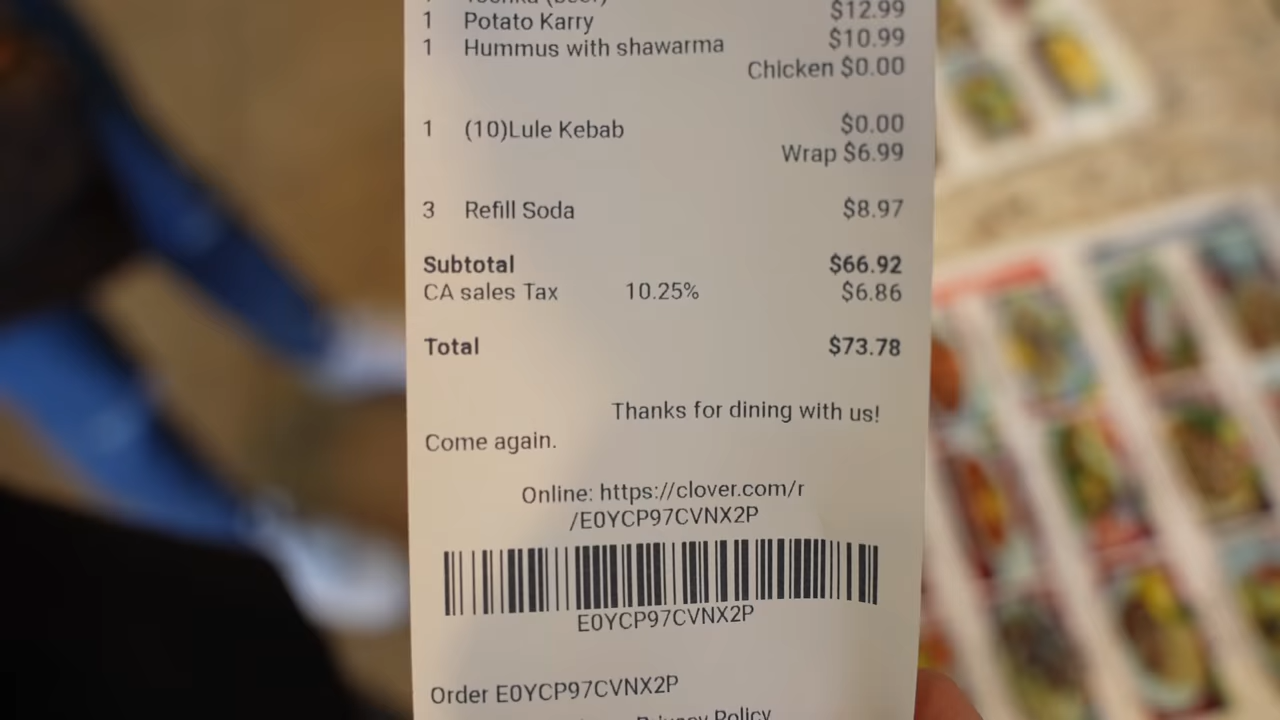 1 Potato Karry $12.99
1 Hummus with shawarma $10.99
Chicken $0.00
1 (10)Lule Kebab $0.00
Wrap $6.99
3 Refill Soda $8.97
Subtotal $66.92
CA sales Tax 10.25% $6.86
Total $73.78
Thanks for dining with us!
Come again.
Online: https://clover.com/r
/E0YCP97CVNX2P
E0YCP97CVNX2P
Order E0YCP97CVNX2P
Privacy Policy